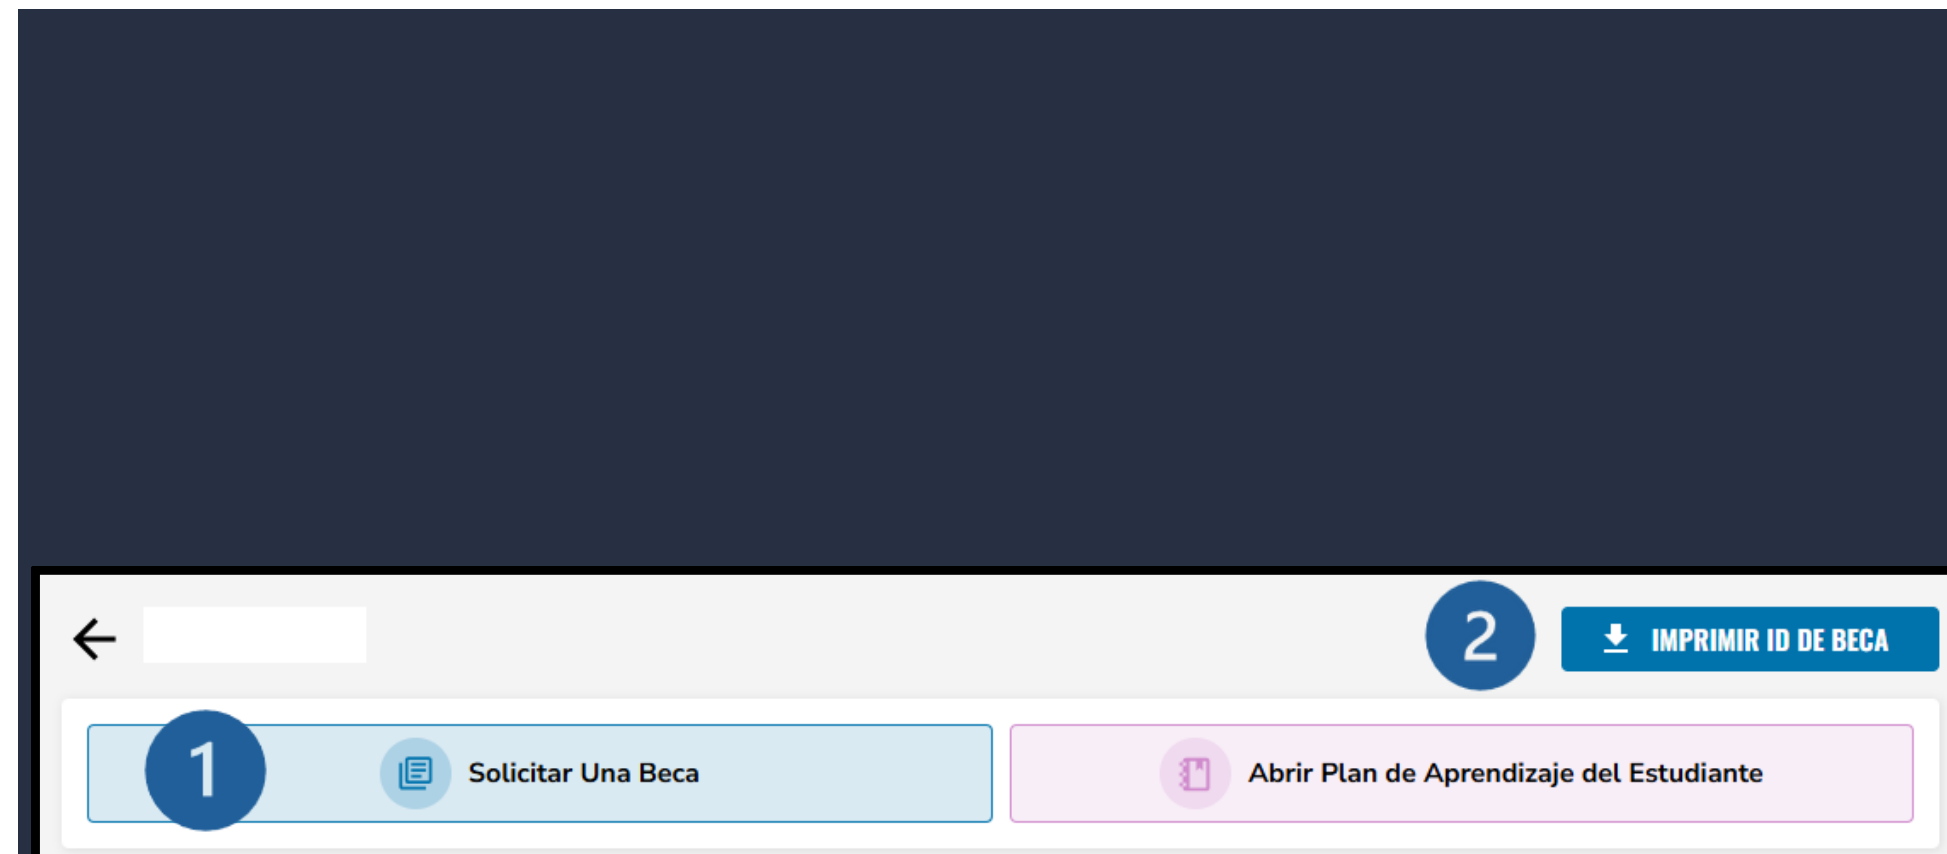 2
IMPRIMIR ID DE BECA
1
Solicitar Una Beca
Abrir Plan de Aprendizaje del Estudiante